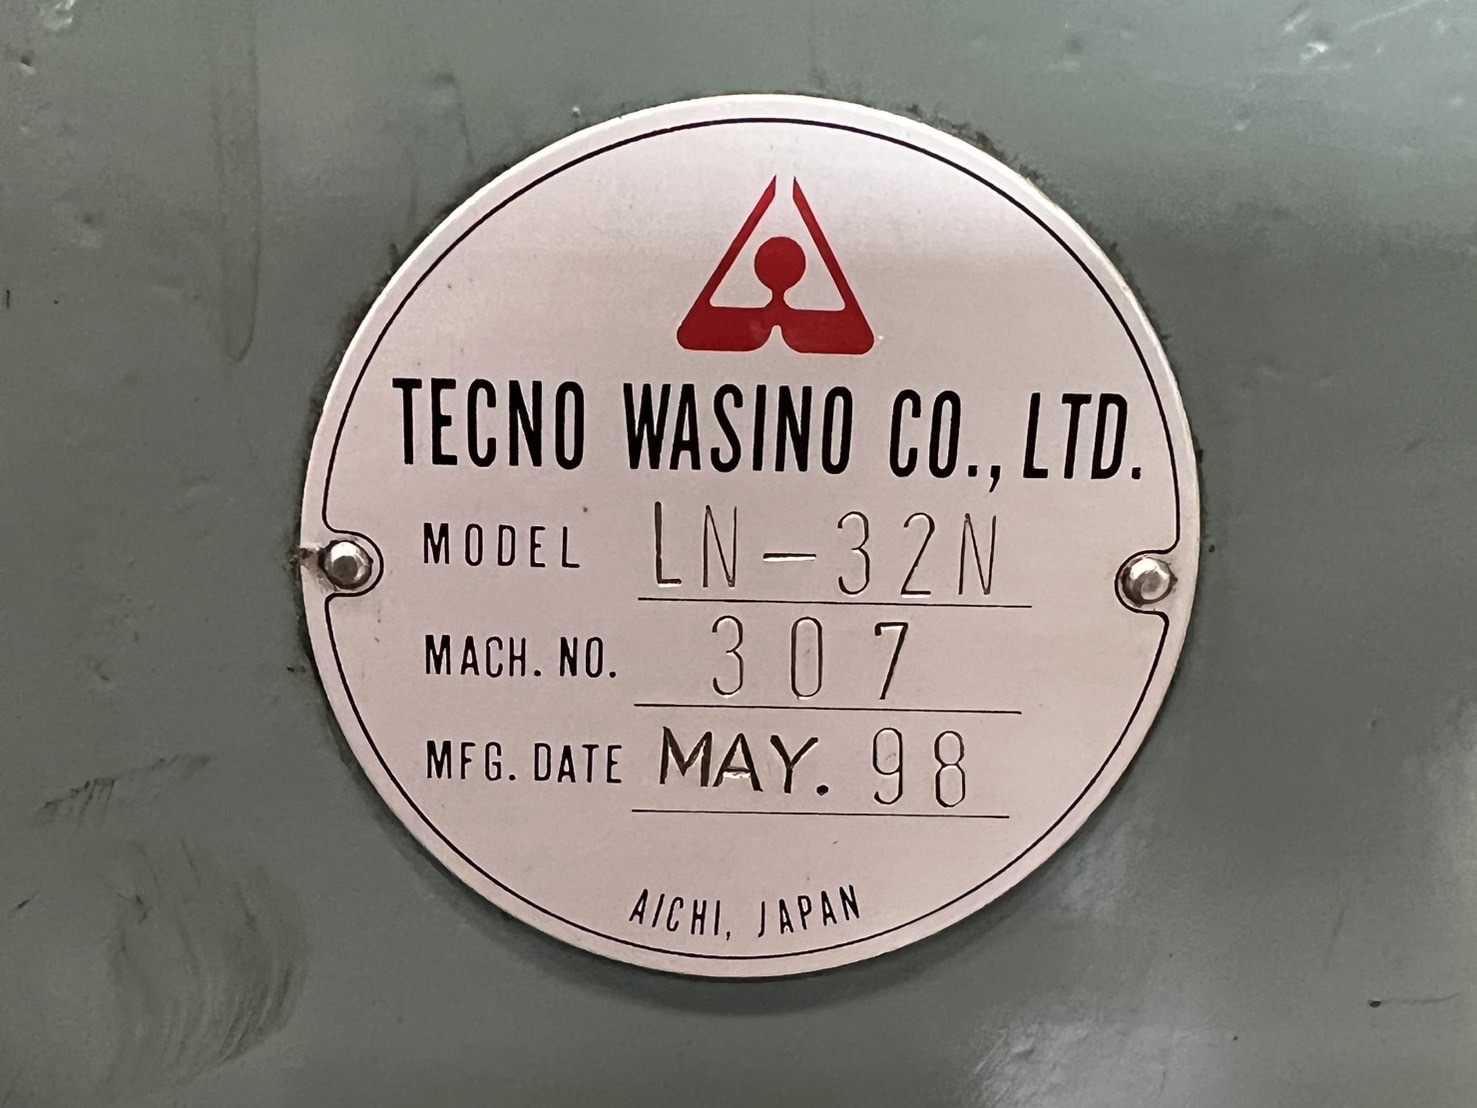 TECNO WASINO CO., LTD.
MODEL LN-32N
MACH. NO. 307
MFG. DATE MAY. 98
AICHI, JAPAN